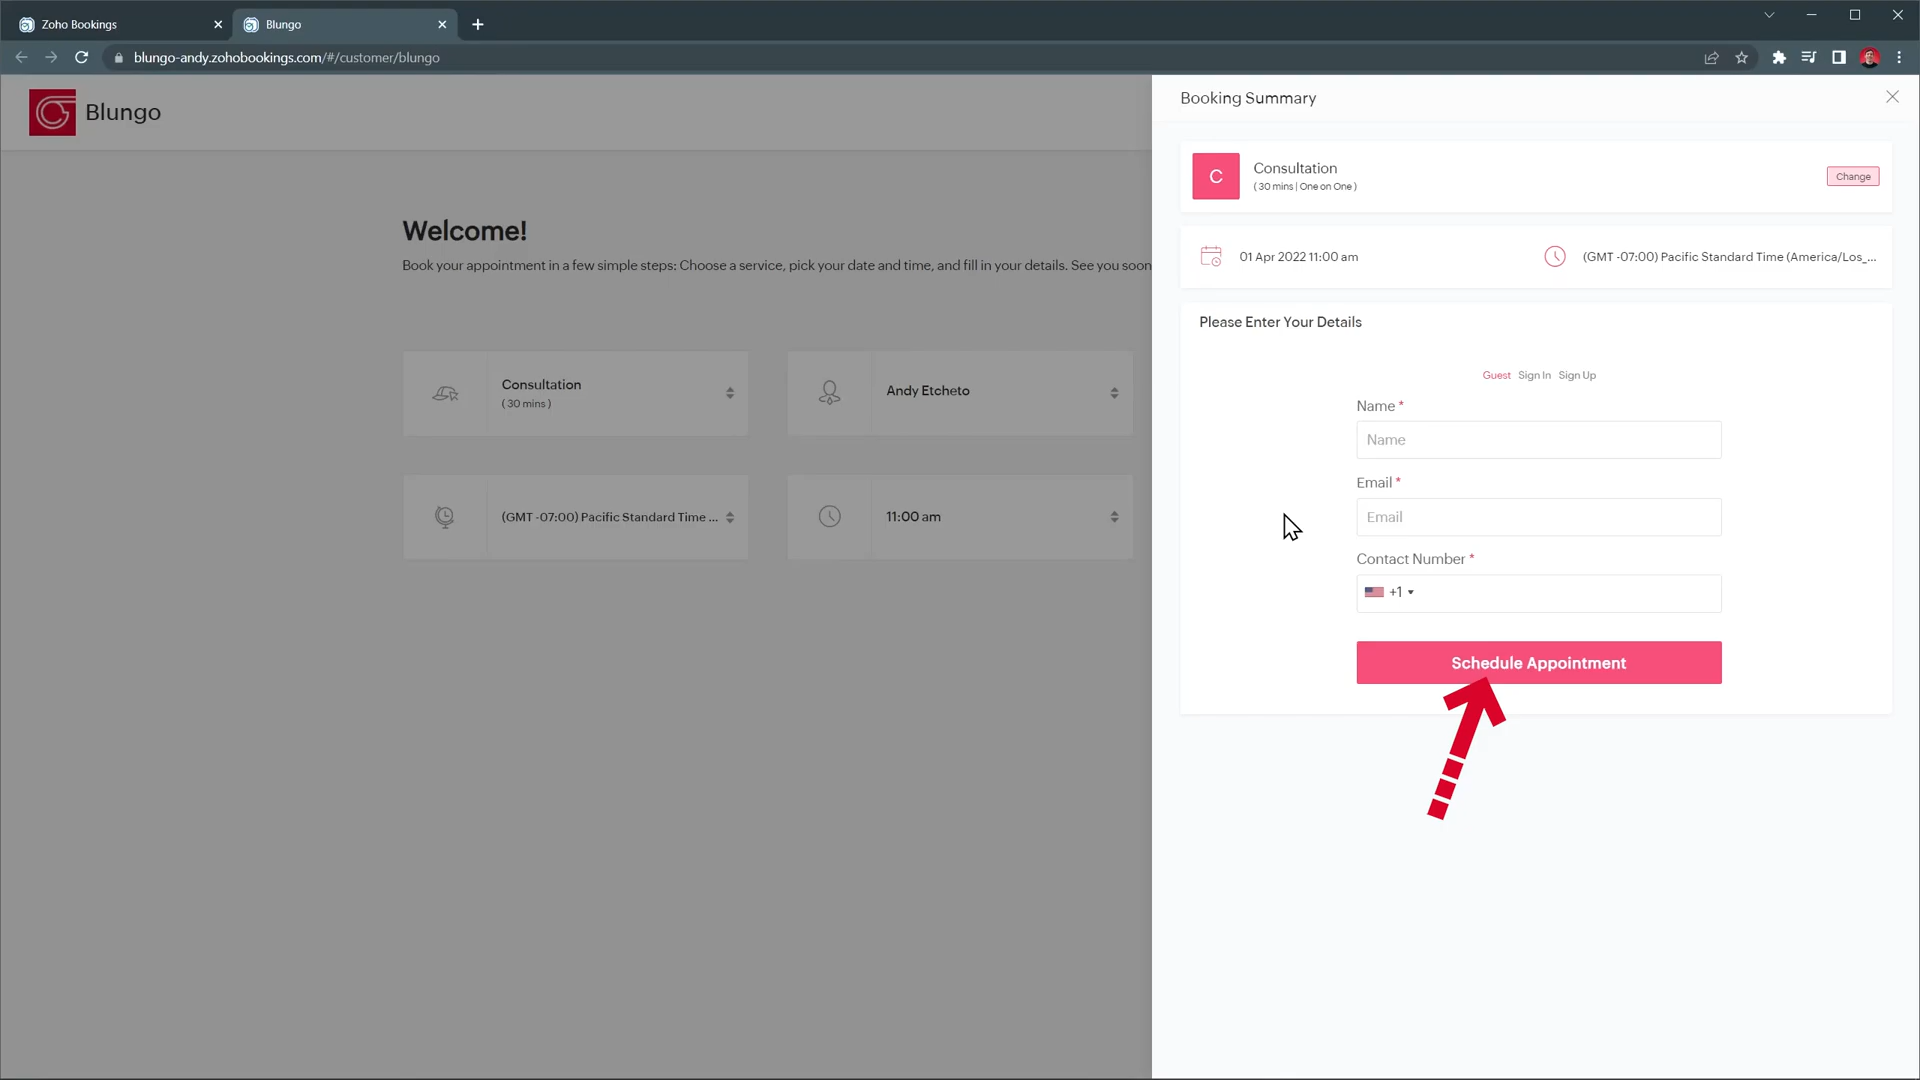 Zoho Bookings
Blungo
blungo-andy.zohobookings.com/#/customer/blungo
Blungo
Welcome!
Book your appointment in a few simple steps: Choose a service, pick your date and time, and fill in your details. See you soon
Consultation
( 30 mins )
Andy Etcheto
(GMT -07:00) Pacific Standard Time ...
11:00 am
Booking Summary
C
Consultation
( 30 mins | One on One )
Change
01 Apr 2022 11:00 am
(GMT -07:00) Pacific Standard Time (America/Los_...
Please Enter Your Details
Guest Sign In Sign Up
Name *
Name
Email *
Email
Contact Number *
+1
Schedule Appointment